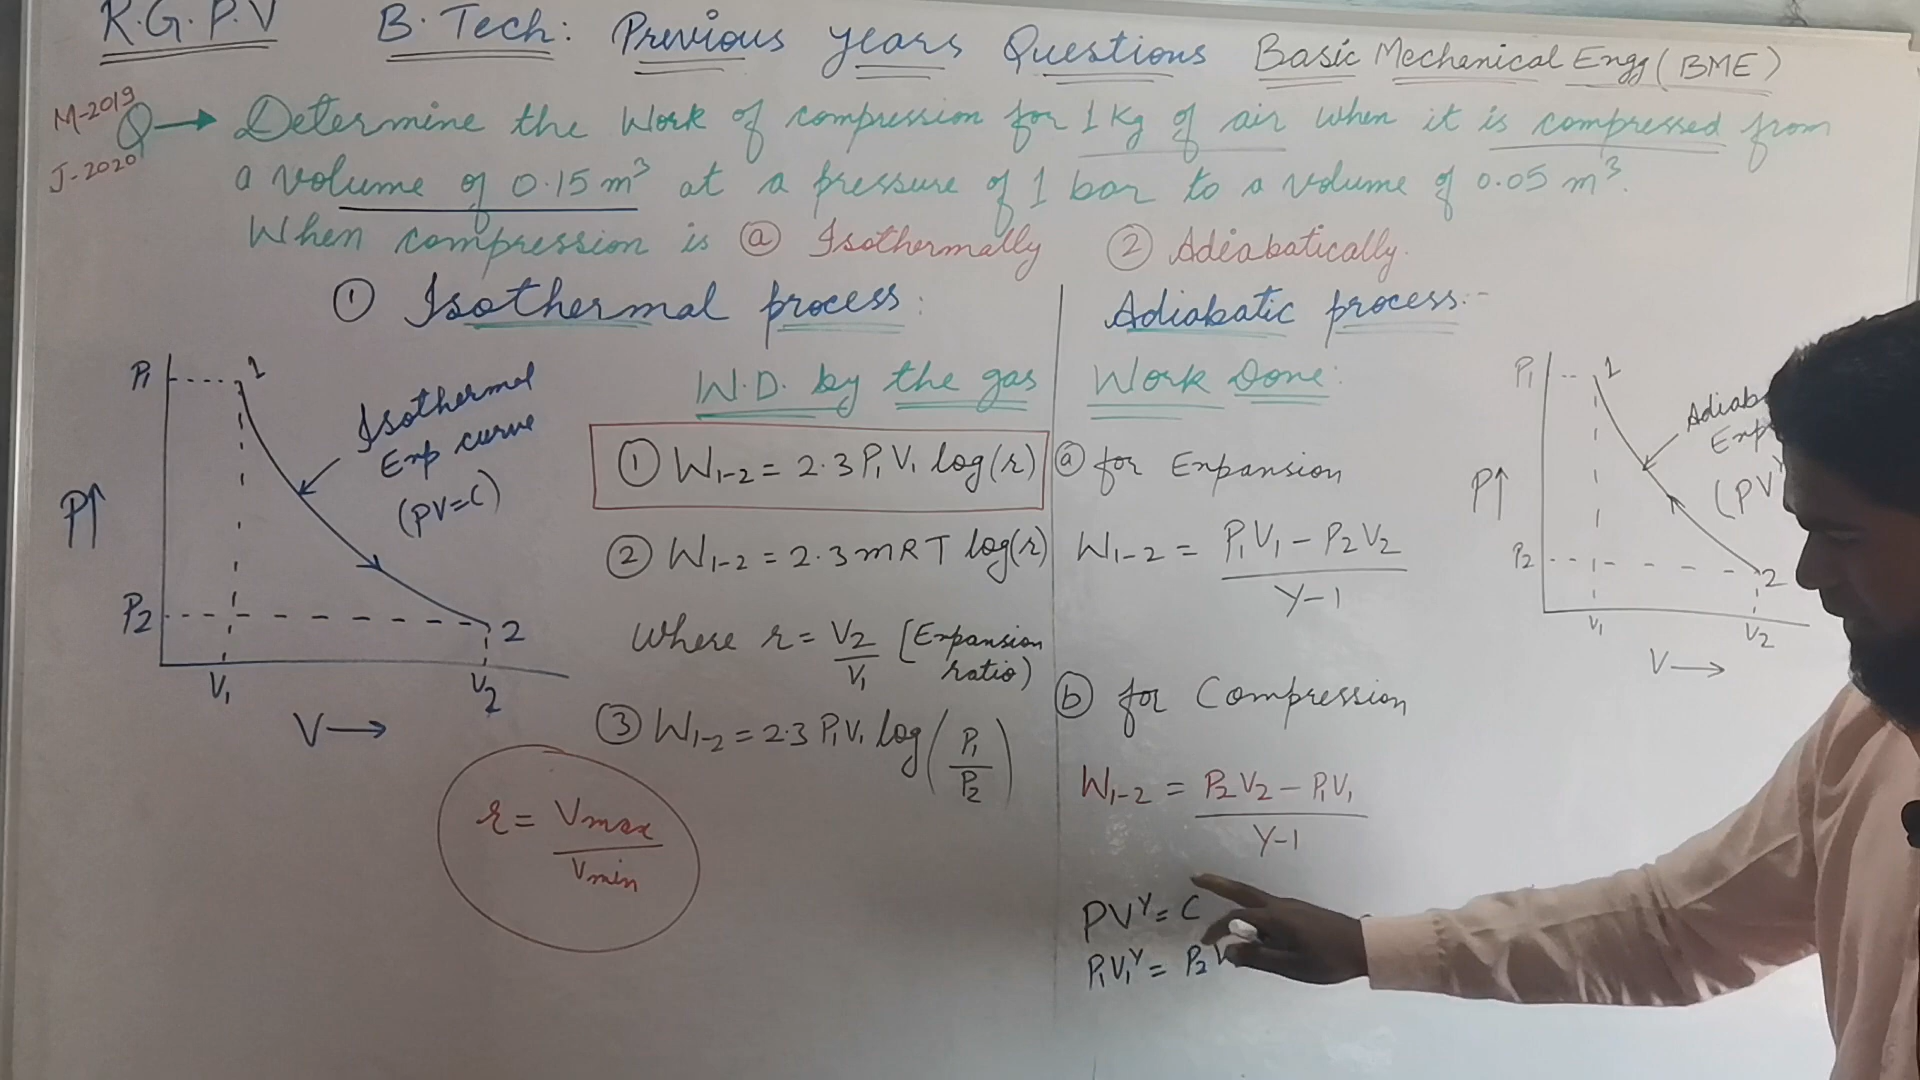 R.G.P.V B.Tech: Previous years Questions Basic Mechanical Engg (BME)
M-2019
J-2020
Q → Determine the Work of compression for 1 Kg of air when it is compressed from
a volume of 0.15 m³ at a pressure of 1 bar to a volume of 0.05 m³.
When compression is ⓐ Isothermally ② Adiabatically.
① Isothermal process:
P₁
1
Isothermal
Exp curve
(PV=C)
P↑
P₂
2
V₁
V₂
V→
W.D. by the gas
① W₁₋₂ = 2.3 P₁V₁ log(r)
② W₁₋₂ = 2.3 mRT log(r)
Where r = V₂/V₁ [Expansion ratio)
③ W₁₋₂ = 2.3 P₁V₁ log(P₁/P₂)
r = Vmax/Vmin
Adiabatic process:-
Work Done:
ⓐ for Expansion
W₁₋₂ = P₁V₁ - P₂V₂ / γ-1
ⓑ for Compression
W₁₋₂ = P₂V₂ - P₁V₁ / γ-1
PV^γ = C
P₁V₁^γ = P₂V
P₁
1
P↑
(PV^γ
P₂
2
V₁
V₂
V→